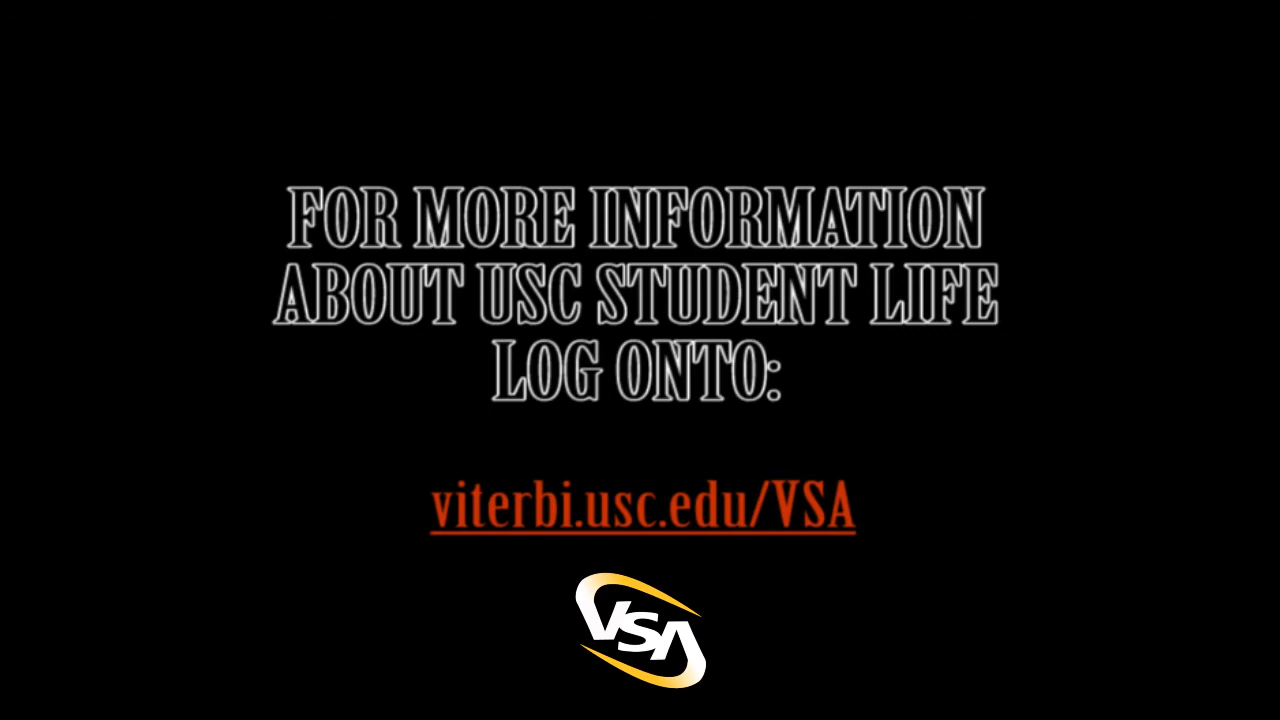 FOR MORE INFORMATION
ABOUT USC STUDENT LIFE
LOG ONTO:
viterbi.usc.edu/VSA
VSA